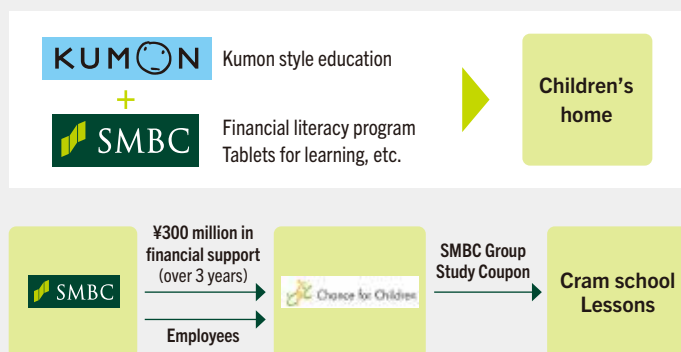 KUMON
Kumon style education
+
SMBC
Financial literacy program
Tablets for learning, etc.
Children’s
home
¥300 million in
financial support
(over 3 years)
SMBC
Employees
Chance for Children
SMBC Group
Study Coupon
Cram school
Lessons